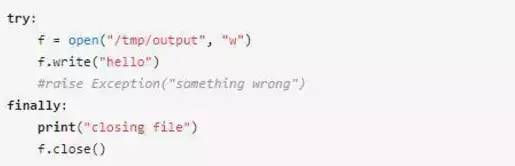 try:
    f = open("/tmp/output", "w")
    f.write("hello")
    #raise Exception("something wrong")
finally:
    print("closing file")
    f.close()